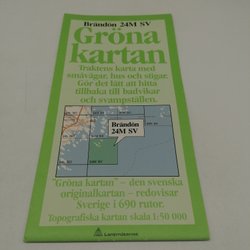 Brändön 24M SV
Gröna
kartan
Traktens karta med
småvägar, hus och stigar.
Gör det lätt att hitta
tillbaka till badvikar
och svampställen.
Brändön
24M SV
"Gröna kartan" – den svenska
originalkartan – redovisar
Sverige i 690 rutor.
Topografiska kartan skala 1:50 000
Lantmäteriet